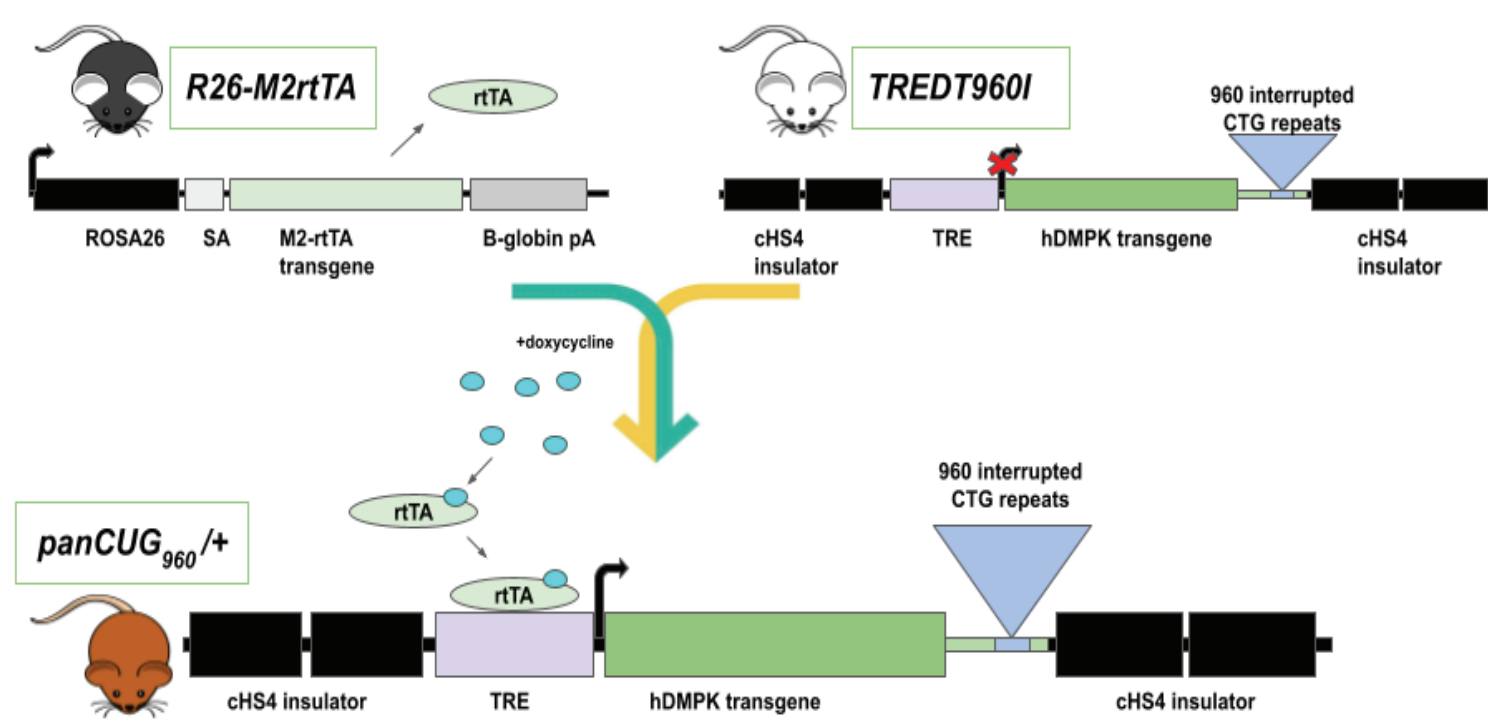 R26-M2rtTA
rtTA
ROSA26
SA
M2-rtTA
transgene
B-globin pA
TREDT960I
960 interrupted
CTG repeats
cHS4
insulator
TRE
hDMPK transgene
cHS4
insulator
+doxycycline
rtTA
rtTA
panCUG960/+
960 interrupted
CTG repeats
cHS4 insulator
TRE
hDMPK transgene
cHS4 insulator